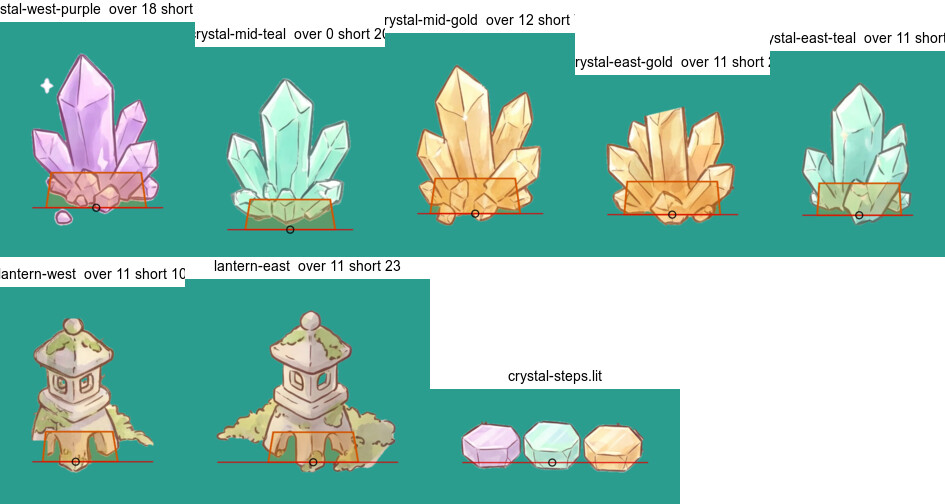 stal-west-purple over 18 short
rystal-mid-teal over 0 short 20
rystal-mid-gold over 12 short
rystal-east-gold over 11 short
ystal-east-teal over 11 short
lantern-west over 11 short 10
lantern-east over 11 short 23
crystal-steps.lit